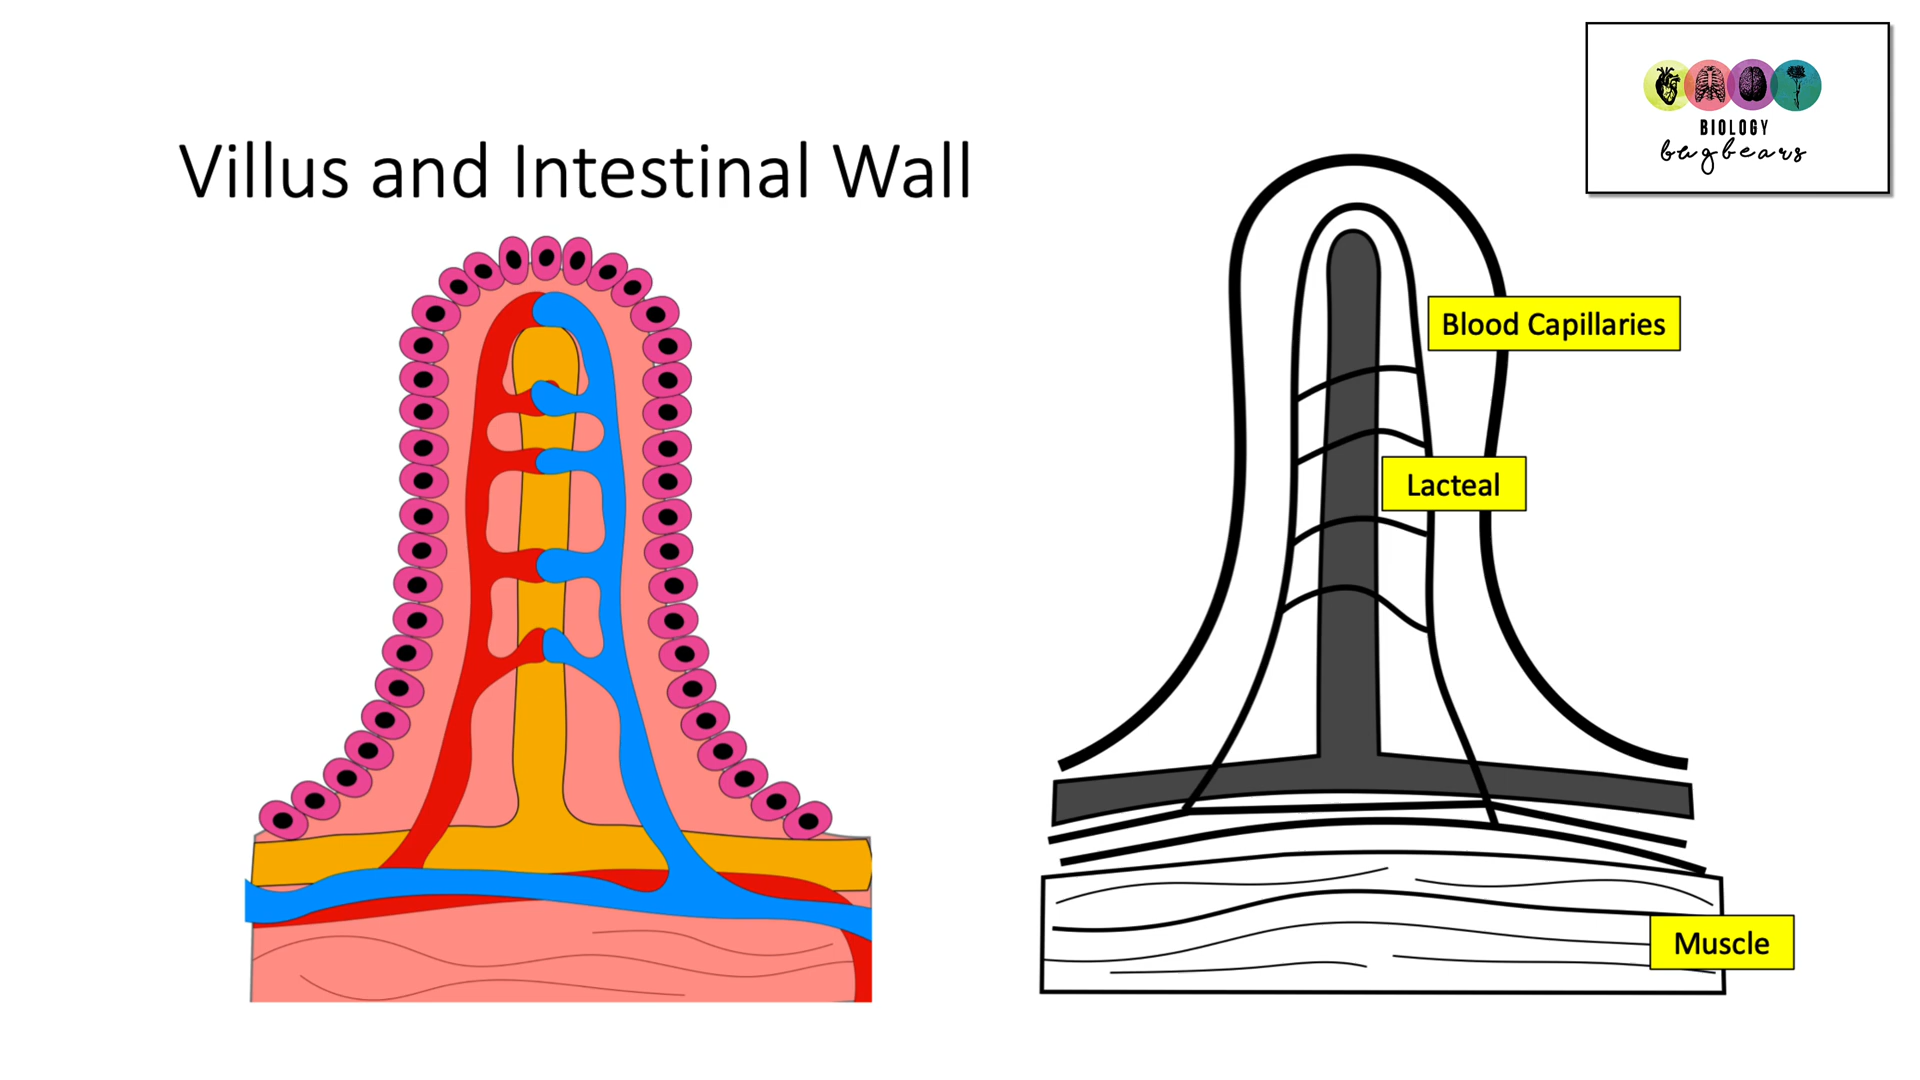 Villus and Intestinal Wall
BIOLOGY
bugbears
Blood Capillaries
Lacteal
Muscle